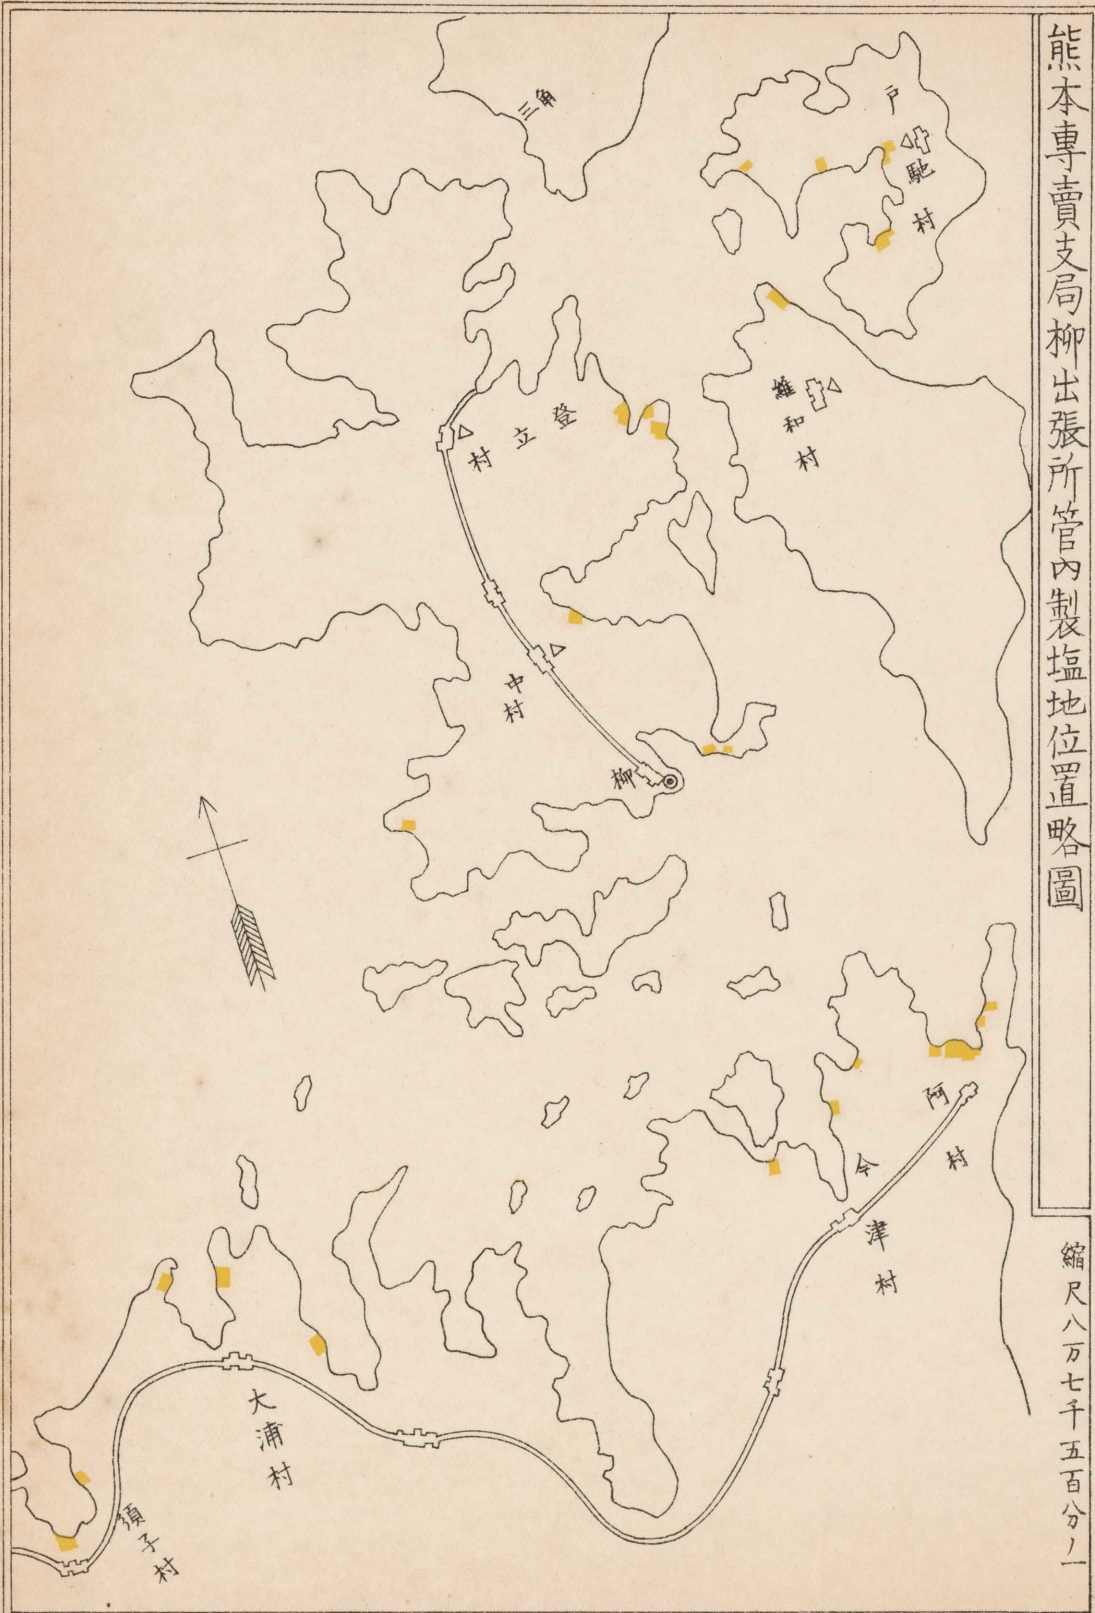 熊本專賣支局柳出張所管內製塩地位置略圖
縮尺八万七千五百分ノ一
三角
戸馳村
維和村
登立村
中村
柳
阿村
今津村
大浦村
須子村